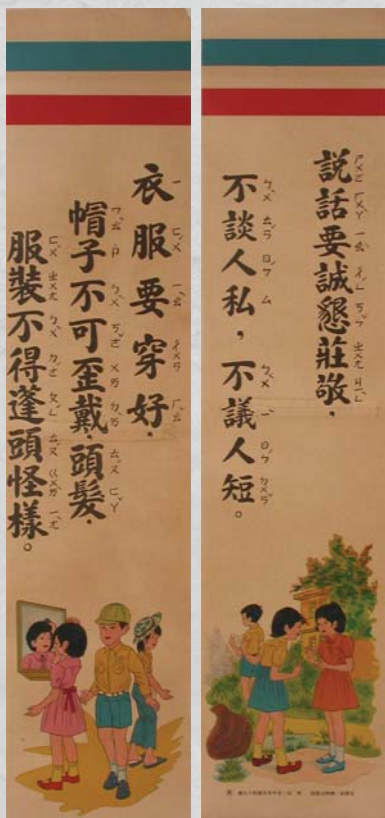 說話要誠懇莊敬，
不談人私，不議人短。
衣服要穿好．
帽子不可歪戴．頭髮．
服裝不得蓬頭怪樣。